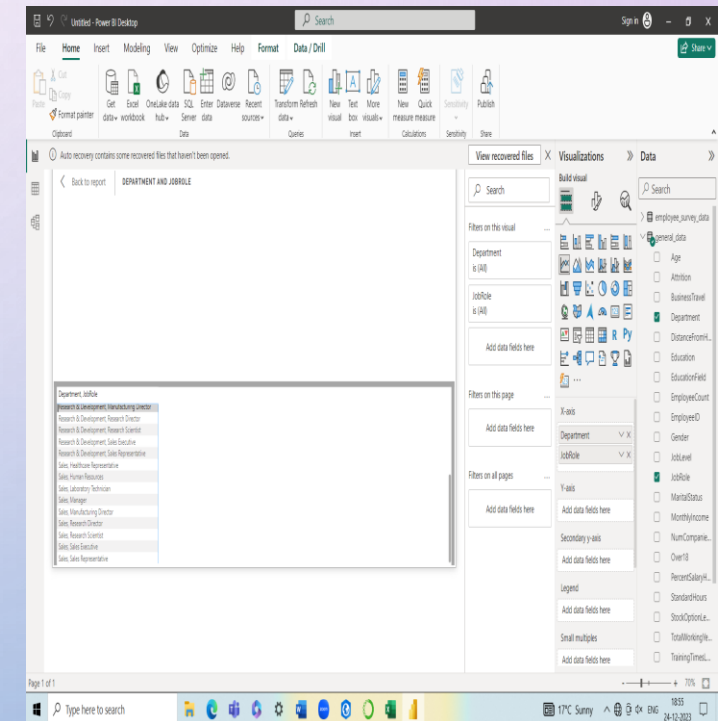 Untitled - Power BI Desktop
Search
Sign in
File Home Insert Modeling View Optimize Help Format Data / Drill
Share
Paste
Cut
Copy
Format painter
Get data
Excel workbook
OneLake data hub
SQL Server
Enter data
Dataverse
Recent sources
Transform data
Refresh
New visual
Text box
More visuals
New measure
Quick measure
Sensitivity
Publish
Clipboard Data Queries Insert Calculations Sensitivity Share
Auto recovery contains some recovered files that haven't been opened.
View recovered files
Back to report
DEPARTMENT AND JOBROLE
Department, JobRole
Research & Development, Manufacturing Director
Research & Development, Research Director
Research & Development, Research Scientist
Research & Development, Sales Executive
Research & Development, Sales Representative
Sales, Healthcare Representative
Sales, Human Resources
Sales, Laboratory Technician
Sales, Manager
Sales, Manufacturing Director
Sales, Research Director
Sales, Research Scientist
Sales, Sales Executive
Sales, Sales Representative
Search
Filters on this visual ...
Department
is (All)
JobRole
is (All)
Add data fields here
Filters on this page ...
Add data fields here
Filters on all pages ...
Add data fields here
Visualizations
Build visual
R Py
...
X-axis
Department
JobRole
Y-axis
Add data fields here
Secondary y-axis
Add data fields here
Legend
Add data fields here
Small multiples
Add data fields here
Data
Search
employee_survey_data
general_data
Age
Attrition
BusinessTravel
Department
DistanceFromH...
Education
EducationField
EmployeeCount
EmployeeID
Gender
JobLevel
JobRole
MaritalStatus
MonthlyIncome
NumCompanie...
Over18
PercentSalaryH...
StandardHours
StockOptionLe...
TotalWorkingYe...
TrainingTimesL...
Page 1 of 1
70%
Type here to search
17°C Sunny
ENG
18:55
24-12-2023